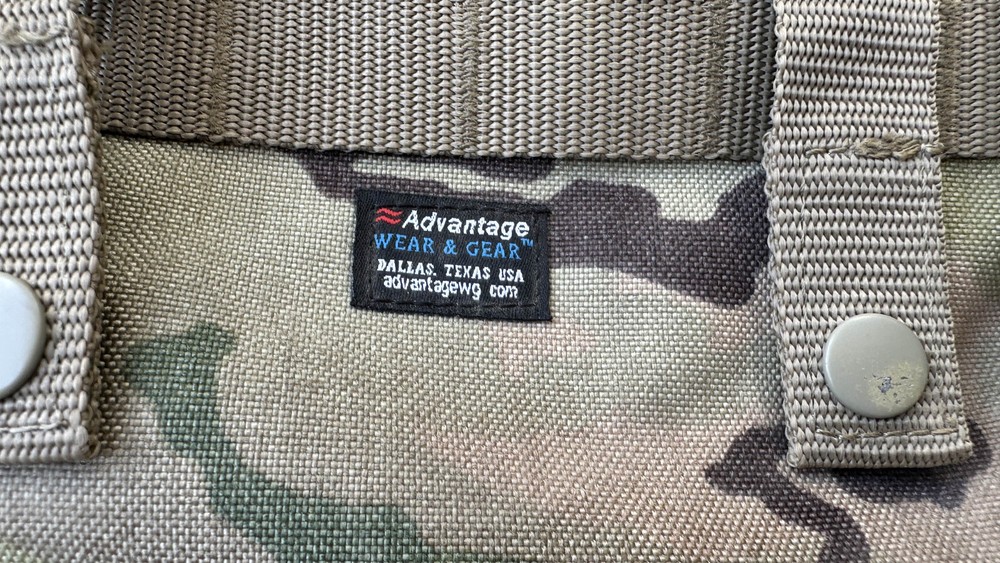 Advantage
WEAR & GEAR™
DALLAS, TEXAS USA
advantagewg com